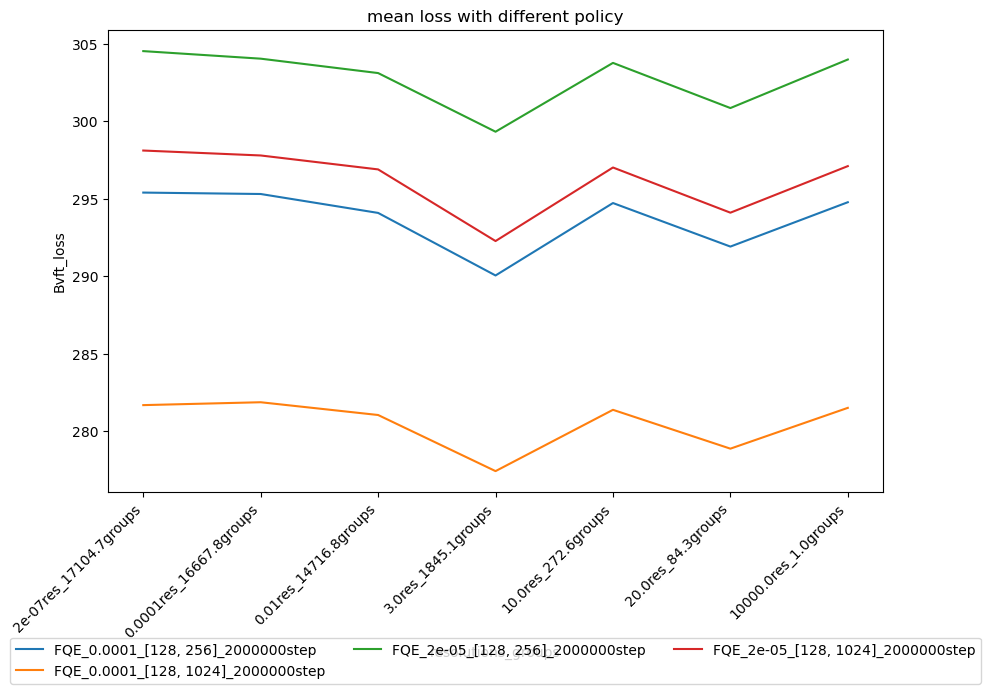 mean loss with different policy
305
300
295
290
285
280
Bvft_loss
2e-07res_17104.7groups
0.0001res_16667.8groups
0.01res_14716.8groups
3.0res_1845.1groups
10.0res_272.6groups
20.0res_84.3groups
10000.0res_1.0groups
FQE_0.0001_[128, 256]_2000000step
FQE_2e-05_[128, 256]_2000000step
FQE_2e-05_[128, 1024]_2000000step
FQE_0.0001_[128, 1024]_2000000step